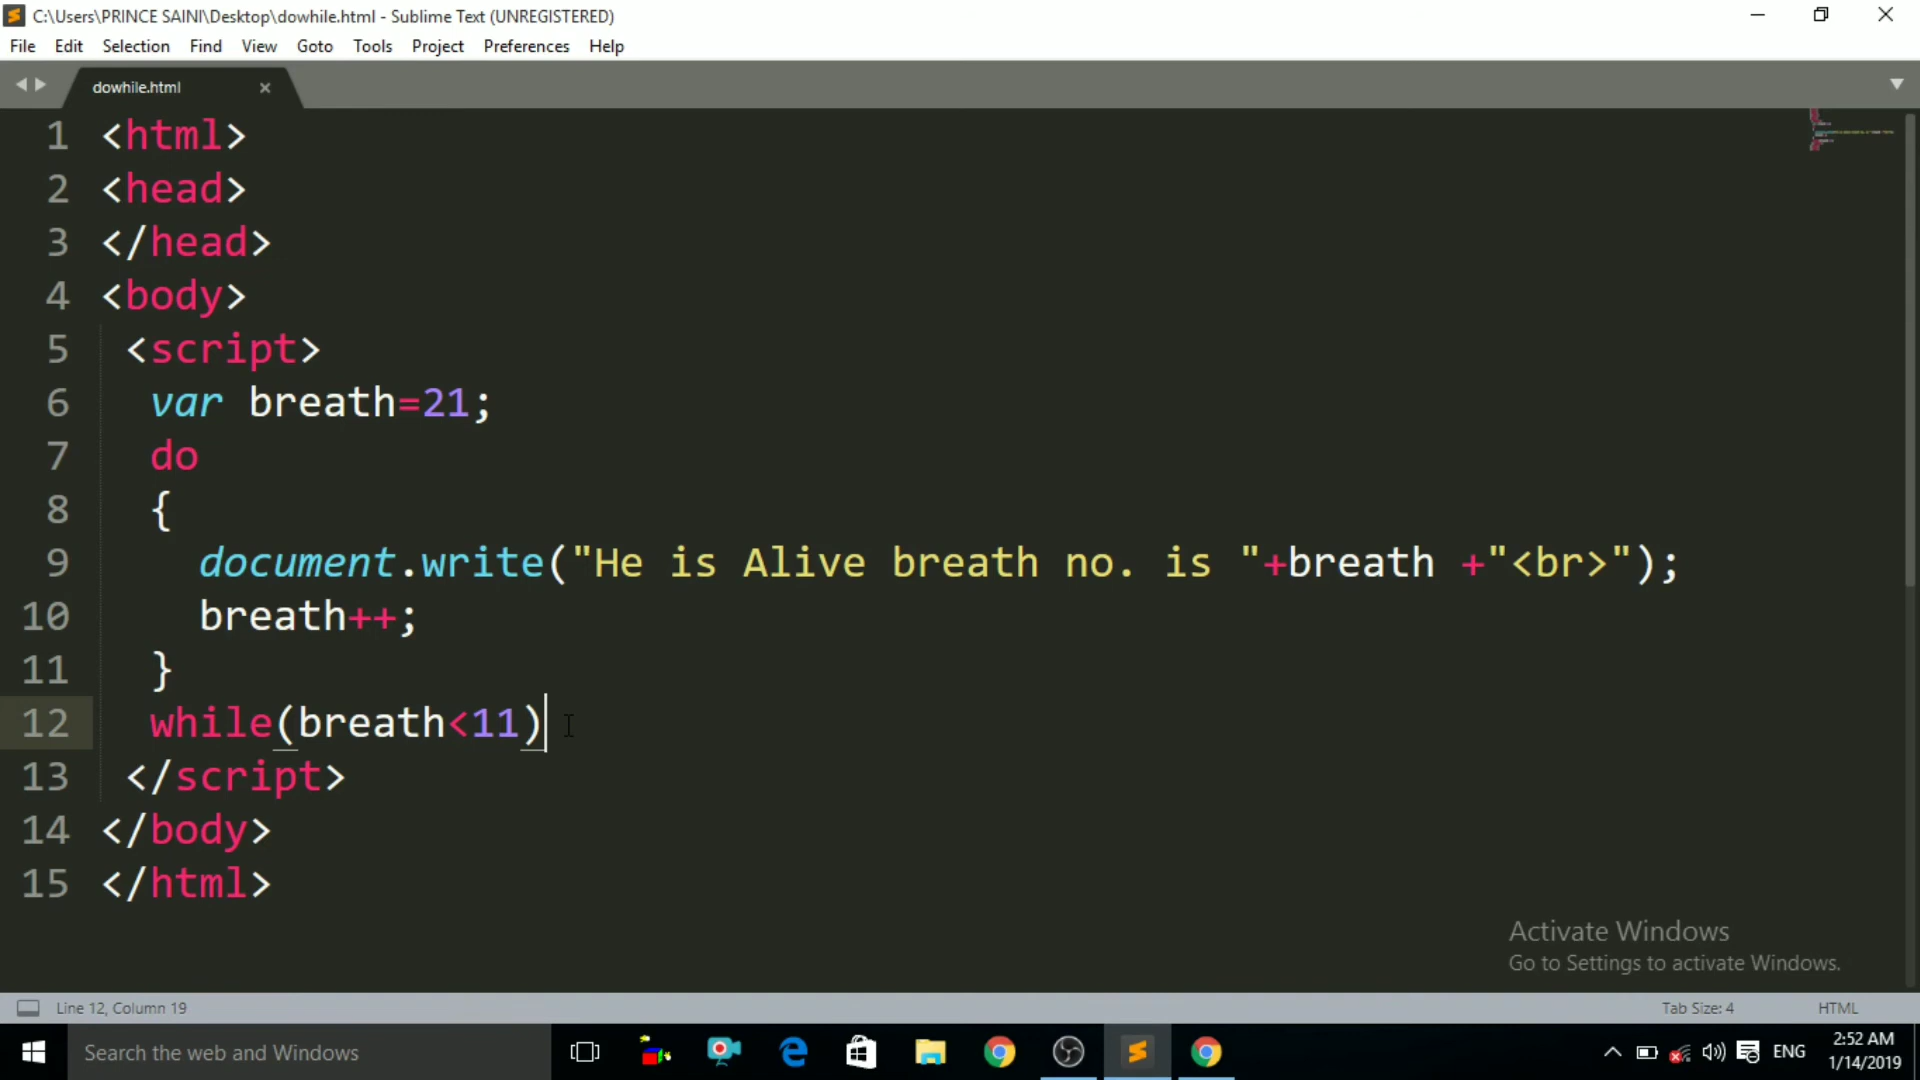 C:\Users\PRINCE SAINI\Desktop\dowhile.html - Sublime Text (UNREGISTERED)
File Edit Selection Find View Goto Tools Project Preferences Help
dowhile.html
1 <html>
2 <head>
3 </head>
4 <body>
5 <script>
6 var breath=21;
7 do
8 {
9 document.write("He is Alive breath no. is "+breath +"<br>");
10 breath++;
11 }
12 while(breath<11)
13 </script>
14 </body>
15 </html>
Activate Windows
Go to Settings to activate Windows.
Line 12, Column 19 Tab Size: 4 HTML
Search the web and Windows ENG 2:52 AM
1/14/2019